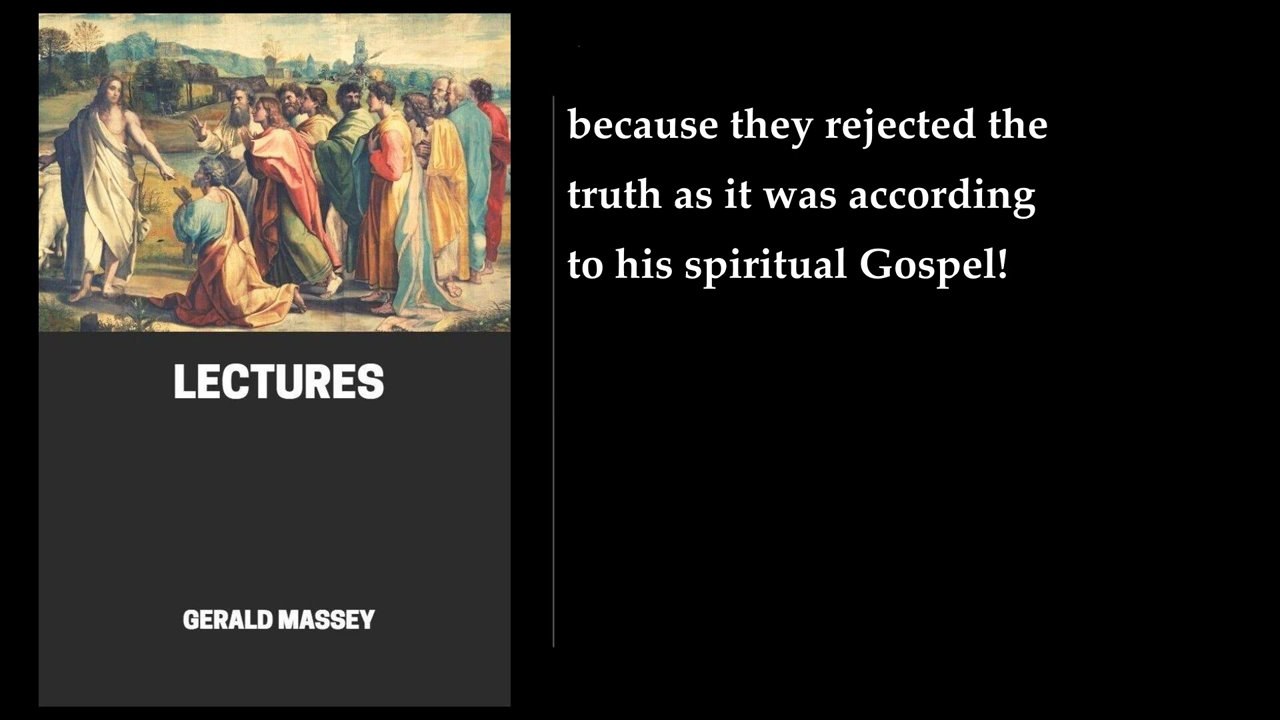 LECTURES
GERALD MASSEY
because they rejected the
truth as it was according
to his spiritual Gospel!